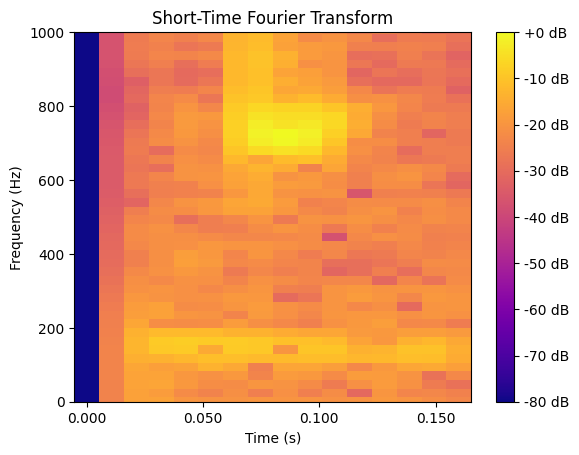 Short-Time Fourier Transform
1000
800
600
400
200
0
Frequency (Hz)
0.000
0.050
0.100
0.150
Time (s)
+0 dB
-10 dB
-20 dB
-30 dB
-40 dB
-50 dB
-60 dB
-70 dB
-80 dB